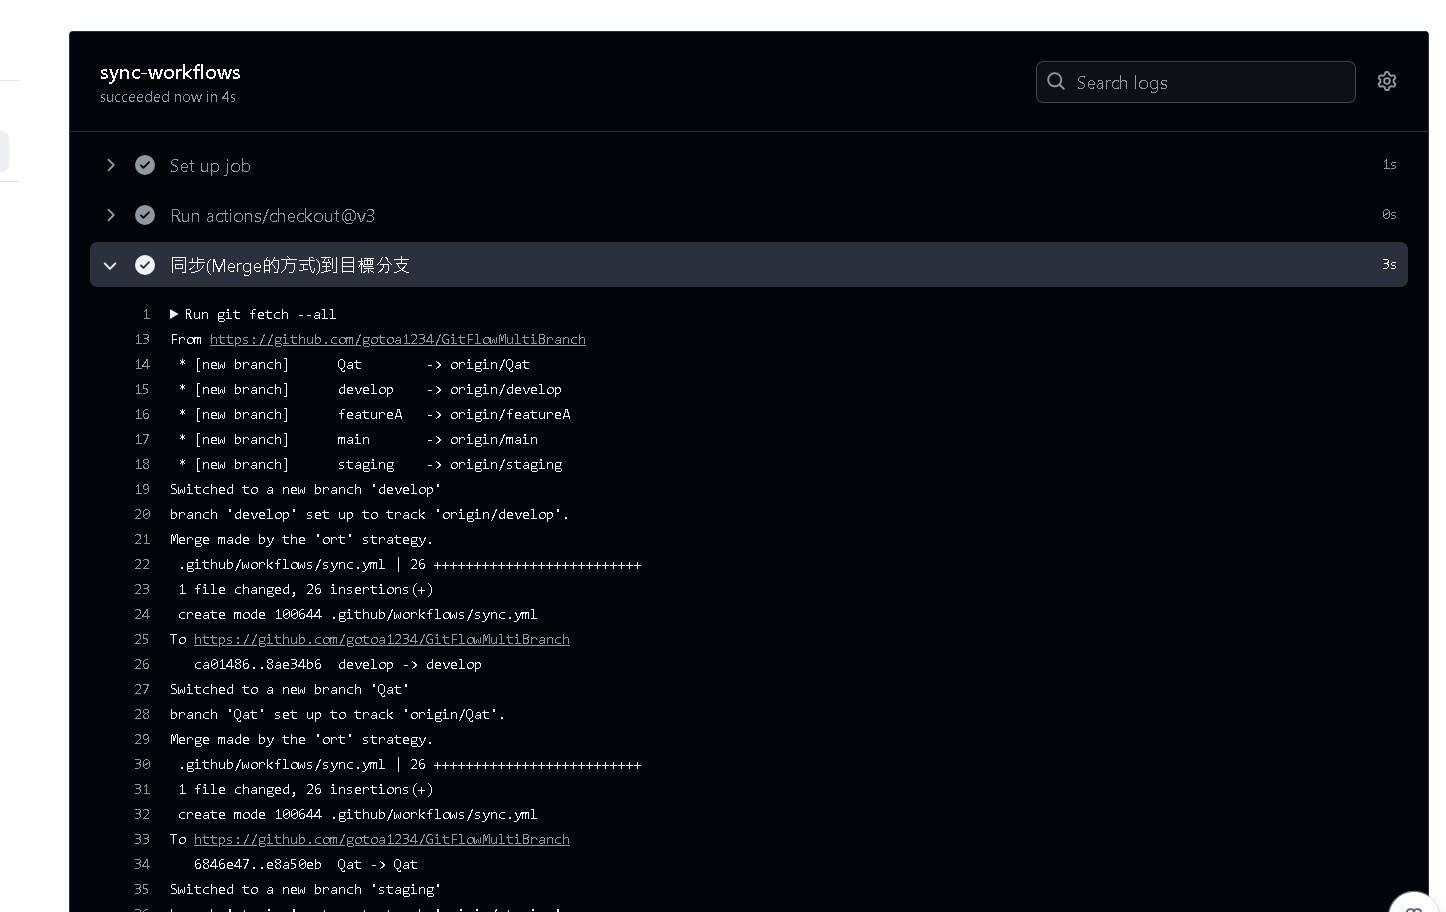 sync-workflows
succeeded now in 4s
Search logs
Set up job 1s
Run actions/checkout@v3 0s
同步(Merge的方式)到目標分支 3s
1 Run git fetch --all
13 From https://github.com/gotoa1234/GitFlowMultiBranch
14 * [new branch] Qat -> origin/Qat
15 * [new branch] develop -> origin/develop
16 * [new branch] featureA -> origin/featureA
17 * [new branch] main -> origin/main
18 * [new branch] staging -> origin/staging
19 Switched to a new branch 'develop'
20 branch 'develop' set up to track 'origin/develop'.
21 Merge made by the 'ort' strategy.
22 .github/workflows/sync.yml | 26 ++++++++++++++++++++++++++
23 1 file changed, 26 insertions(+)
24 create mode 100644 .github/workflows/sync.yml
25 To https://github.com/gotoa1234/GitFlowMultiBranch
26 ca01486..8ae34b6 develop -> develop
27 Switched to a new branch 'Qat'
28 branch 'Qat' set up to track 'origin/Qat'.
29 Merge made by the 'ort' strategy.
30 .github/workflows/sync.yml | 26 ++++++++++++++++++++++++++
31 1 file changed, 26 insertions(+)
32 create mode 100644 .github/workflows/sync.yml
33 To https://github.com/gotoa1234/GitFlowMultiBranch
34 6846e47..e8a50eb Qat -> Qat
35 Switched to a new branch 'staging'